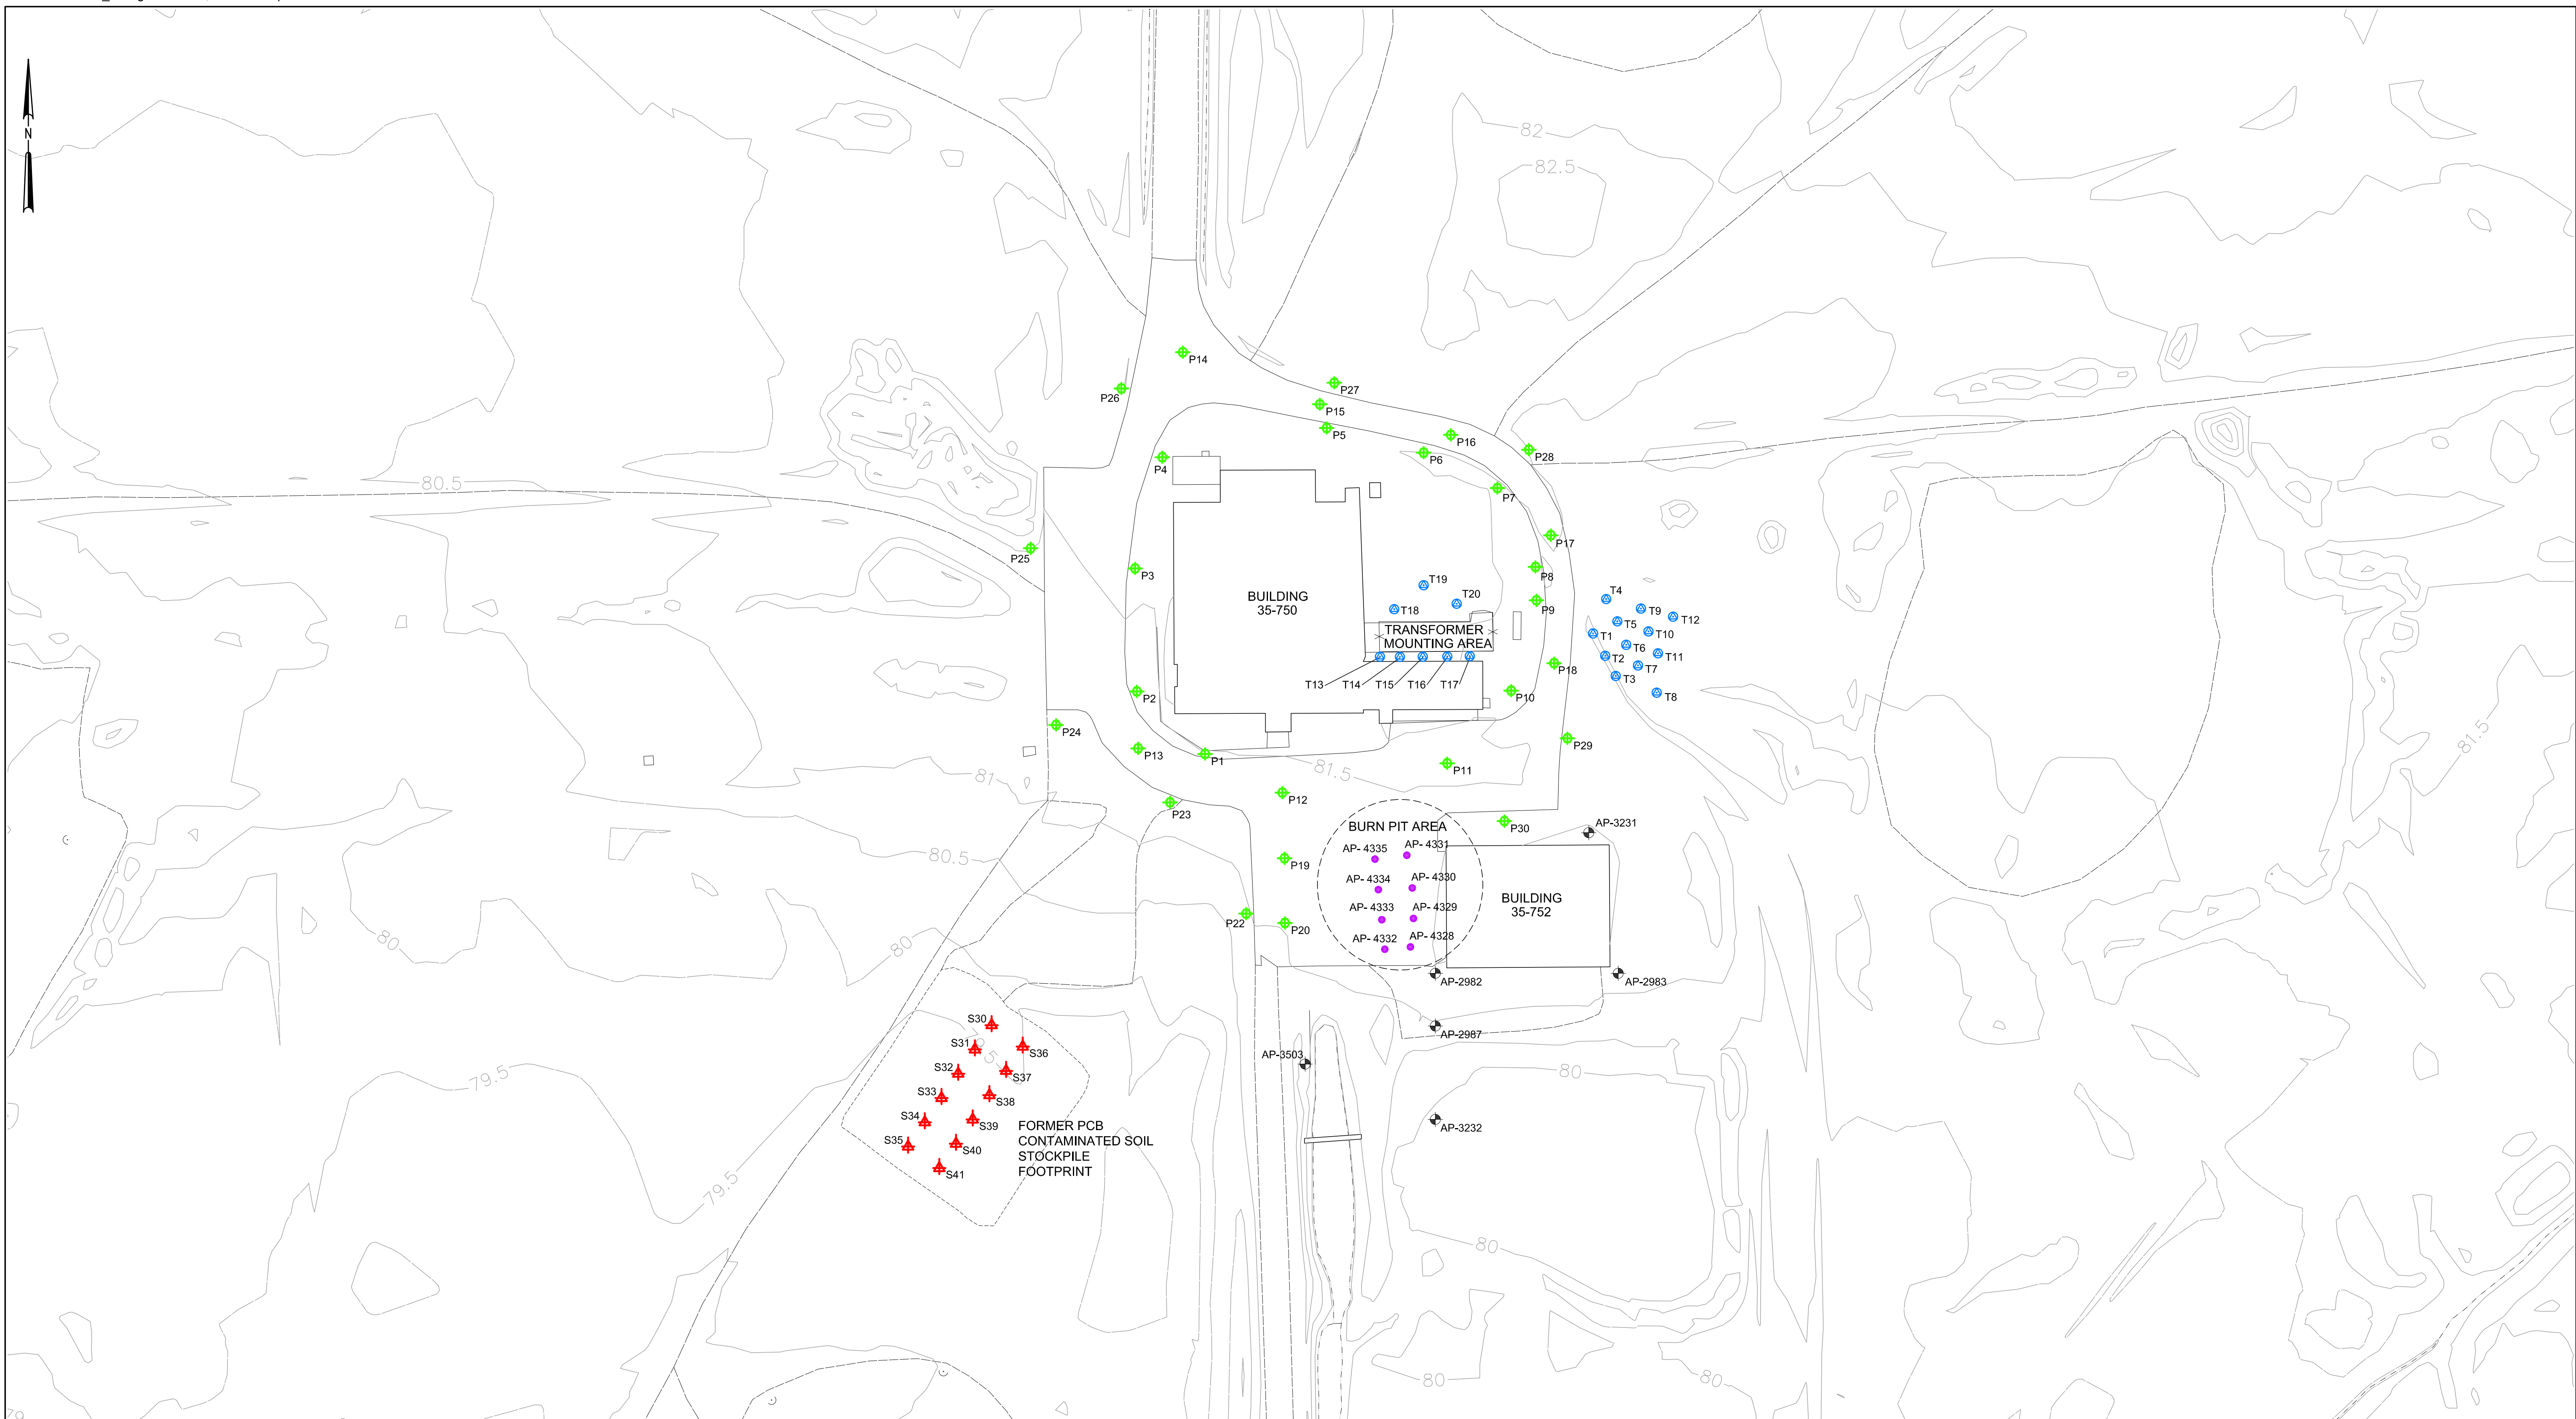 N
82
82.5
P14
P27
P26
P15
P5
P16
P4
P6
P28
80.5
P7
P17
P25
P3
P8
T19
T4
BUILDING
35-750
T20
P9
T9
T18
T12
T5
TRANSFORMER
MOUNTING AREA
T1
T10
T6
T11
T2
P18
T7
T3
T13
T14
T15
T16
T17
P2
P10
T8
P24
P29
81.5
P13
P1
P11
81
81.5
P12
P23
BURN PIT AREA
P30
AP-3231
AP- 4335
AP- 4331
80.5
P19
AP- 4334
AP- 4330
BUILDING
35-752
AP- 4333
AP- 4329
P22
P20
80
80
AP- 4332
AP- 4328
AP-2982
AP-2983
S30
AP-2987
S31
S36
AP-3503
S32
S37
80
79.5
S33
S38
S34
S39
AP-3232
FORMER PCB
CONTAMINATED SOIL
STOCKPILE
FOOTPRINT
S35
S40
S41
79.5
80
80
80